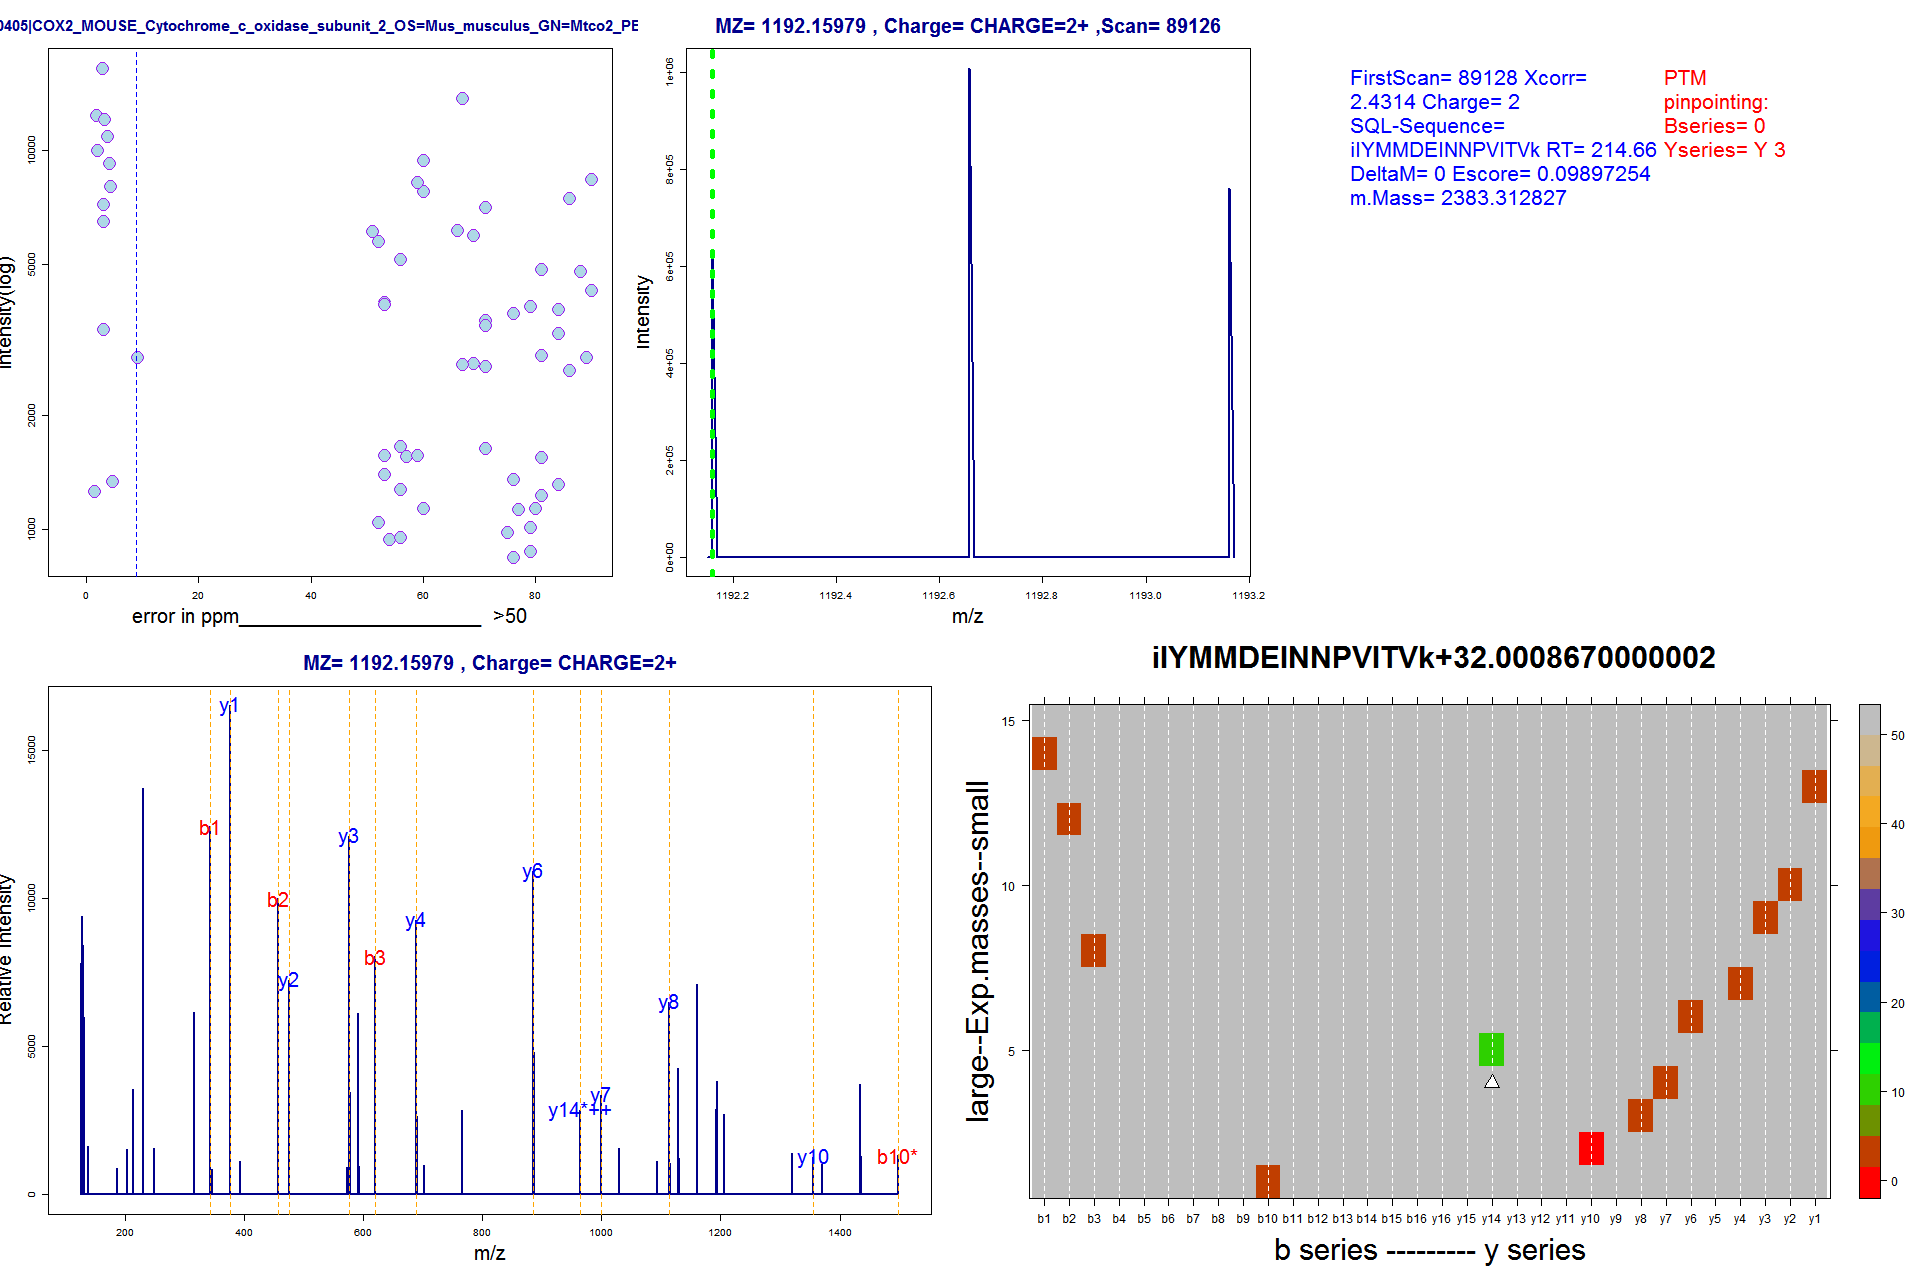 0405|COX2_MOUSE_Cytochrome_c_oxidase_subunit_2_OS=Mus_musculus_GN=Mtco2_PE
Intensity(log)
10000
5000
2000
1000
0
20
40
60
80
error in ppm______________________ >50
MZ= 1192.15979 , Charge= CHARGE=2+ ,Scan= 89126
Intensity
1e+06
8e+05
6e+05
4e+05
2e+05
0e+00
1192.2
1192.4
1192.6
1192.8
1193.0
1193.2
m/z
FirstScan= 89128 Xcorr=
2.4314 Charge= 2
SQL-Sequence=
iIYMMDEINNPVITVk RT= 214.66
DeltaM= 0 Escore= 0.09897254
m.Mass= 2383.312827
PTM
pinpointing:
Bseries= 0
Yseries= Y 3
MZ= 1192.15979 , Charge= CHARGE=2+
Relative Intensity
15000
10000
5000
0
y1
b1
y3
b2
y6
y4
b3
y2
y8
y7
y14*++
y10
b10*
200
400
600
800
1000
1200
1400
m/z
iIYMMDEINNPVITVk+32.0008670000002
large--Exp.masses--small
15
10
5
b1 b2 b3 b4 b5 b6 b7 b8 b9 b10 b11 b12 b13 b14 b15 b16 y16 y15 y14 y13 y12 y11 y10 y9 y8 y7 y6 y5 y4 y3 y2 y1
b series --------- y series
50
40
30
20
10
0